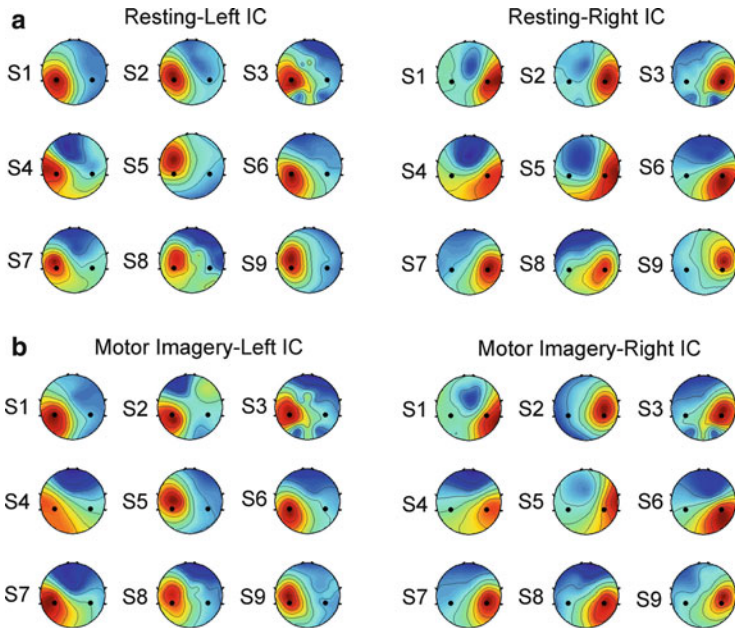 a Resting-Left IC Resting-Right IC
S1 S2 S3 S1 S2 S3
S4 S5 S6 S4 S5 S6
S7 S8 S9 S7 S8 S9
b Motor Imagery-Left IC Motor Imagery-Right IC
S1 S2 S3 S1 S2 S3
S4 S5 S6 S4 S5 S6
S7 S8 S9 S7 S8 S9